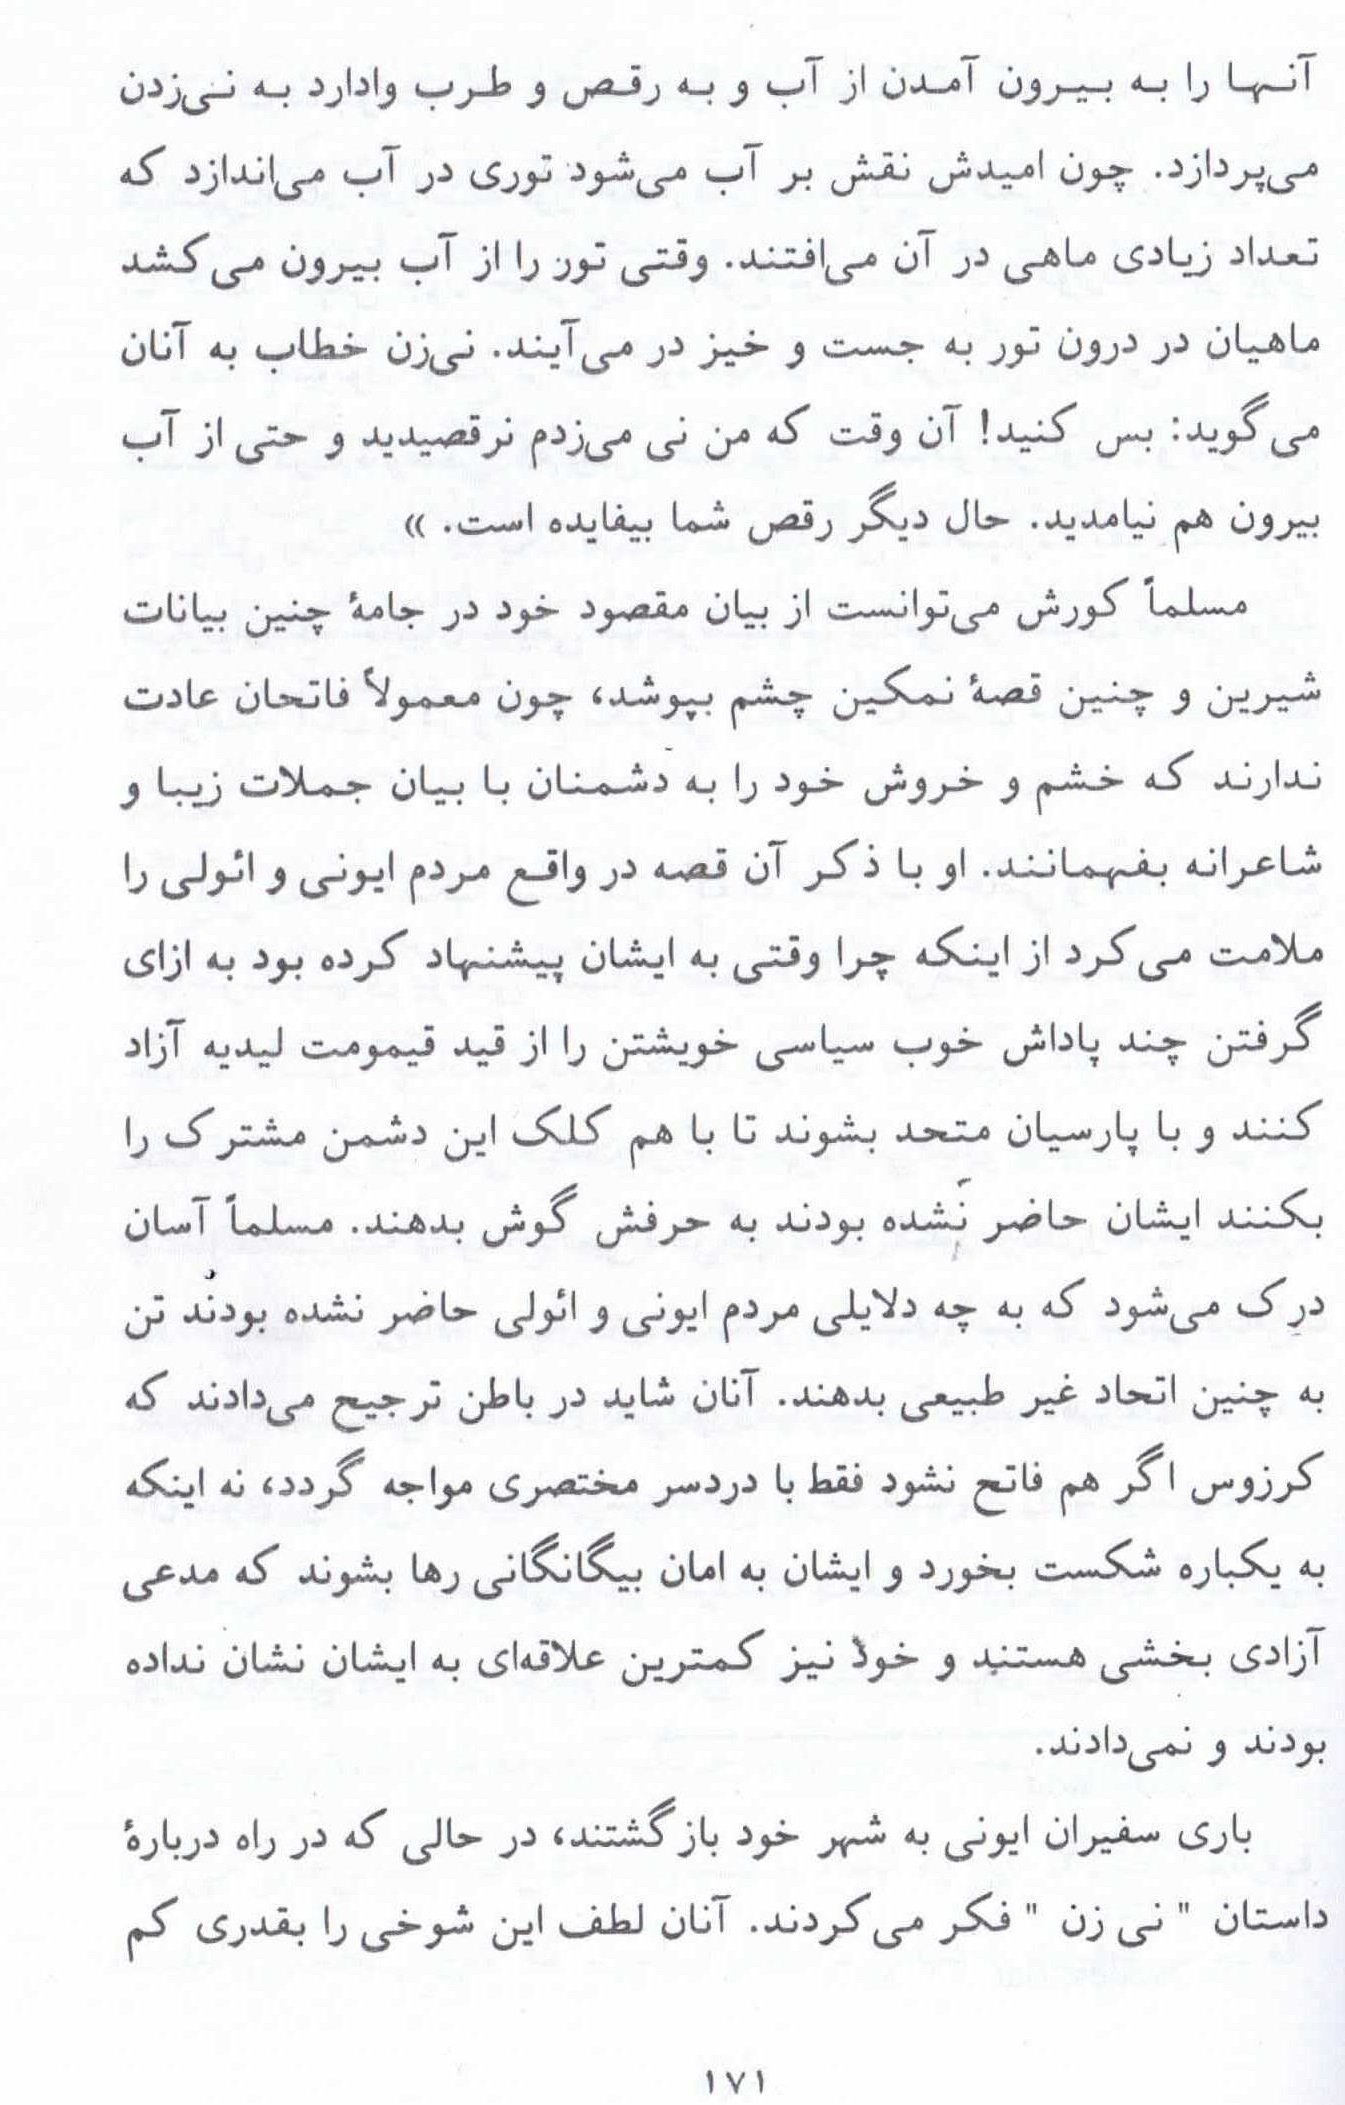 آنها را به بیرون آمدن از آب و به رقص و طرب وادارد به نی‌زدن
می‌پردازد. چون امیدش نقش بر آب می‌شود توری در آب می‌اندازد که
تعداد زیادی ماهی در آن می‌افتند. وقتی تور را از آب بیرون می‌کشد
ماهیان در درون تور به جست و خیز در می‌آیند. نی‌زن خطاب به آنان
می‌گوید: بس کنید! آن وقت که من نی می‌زدم نرقصیدید و حتی از آب
بیرون هم نیامدید. حال دیگر رقص شما بیفایده است. »
مسلماً کورش می‌توانست از بیان مقصود خود در جامهٔ چنین بیانات
شیرین و چنین قصهٔ نمکین چشم بپوشد، چون معمولاً فاتحان عادت
ندارند که خشم و خروش خود را به دشمنان با بیان جملات زیبا و
شاعرانه بفهمانند. او با ذکر آن قصه در واقع مردم ایونی و ائولی را
ملامت می‌کرد از اینکه چرا وقتی به ایشان پیشنهاد کرده بود به ازای
گرفتن چند پاداش خوب سیاسی خویشتن را از قید قیمومت لیدیه آزاد
کنند و با پارسیان متحد بشوند تا با هم کلک این دشمن مشترک را
بکنند ایشان حاضر نشده بودند به حرفش گوش بدهند. مسلماً آسان
درک می‌شود که به چه دلایلی مردم ایونی و ائولی حاضر نشده بودند تن
به چنین اتحاد غیر طبیعی بدهند. آنان شاید در باطن ترجیح می‌دادند که
کرزوس اگر هم فاتح نشود فقط با دردسر مختصری مواجه گردد، نه اینکه
به یکباره شکست بخورد و ایشان به امان بیگانگانی رها بشوند که مدعی
آزادی بخشی هستند و خود نیز کمترین علاقه‌ای به ایشان نشان نداده
بودند و نمی‌دادند.
باری سفیران ایونی به شهر خود باز گشتند، در حالی که در راه دربارهٔ
داستان " نی زن " فکر می‌کردند. آنان لطف این شوخی را بقدری کم
۱۷۱